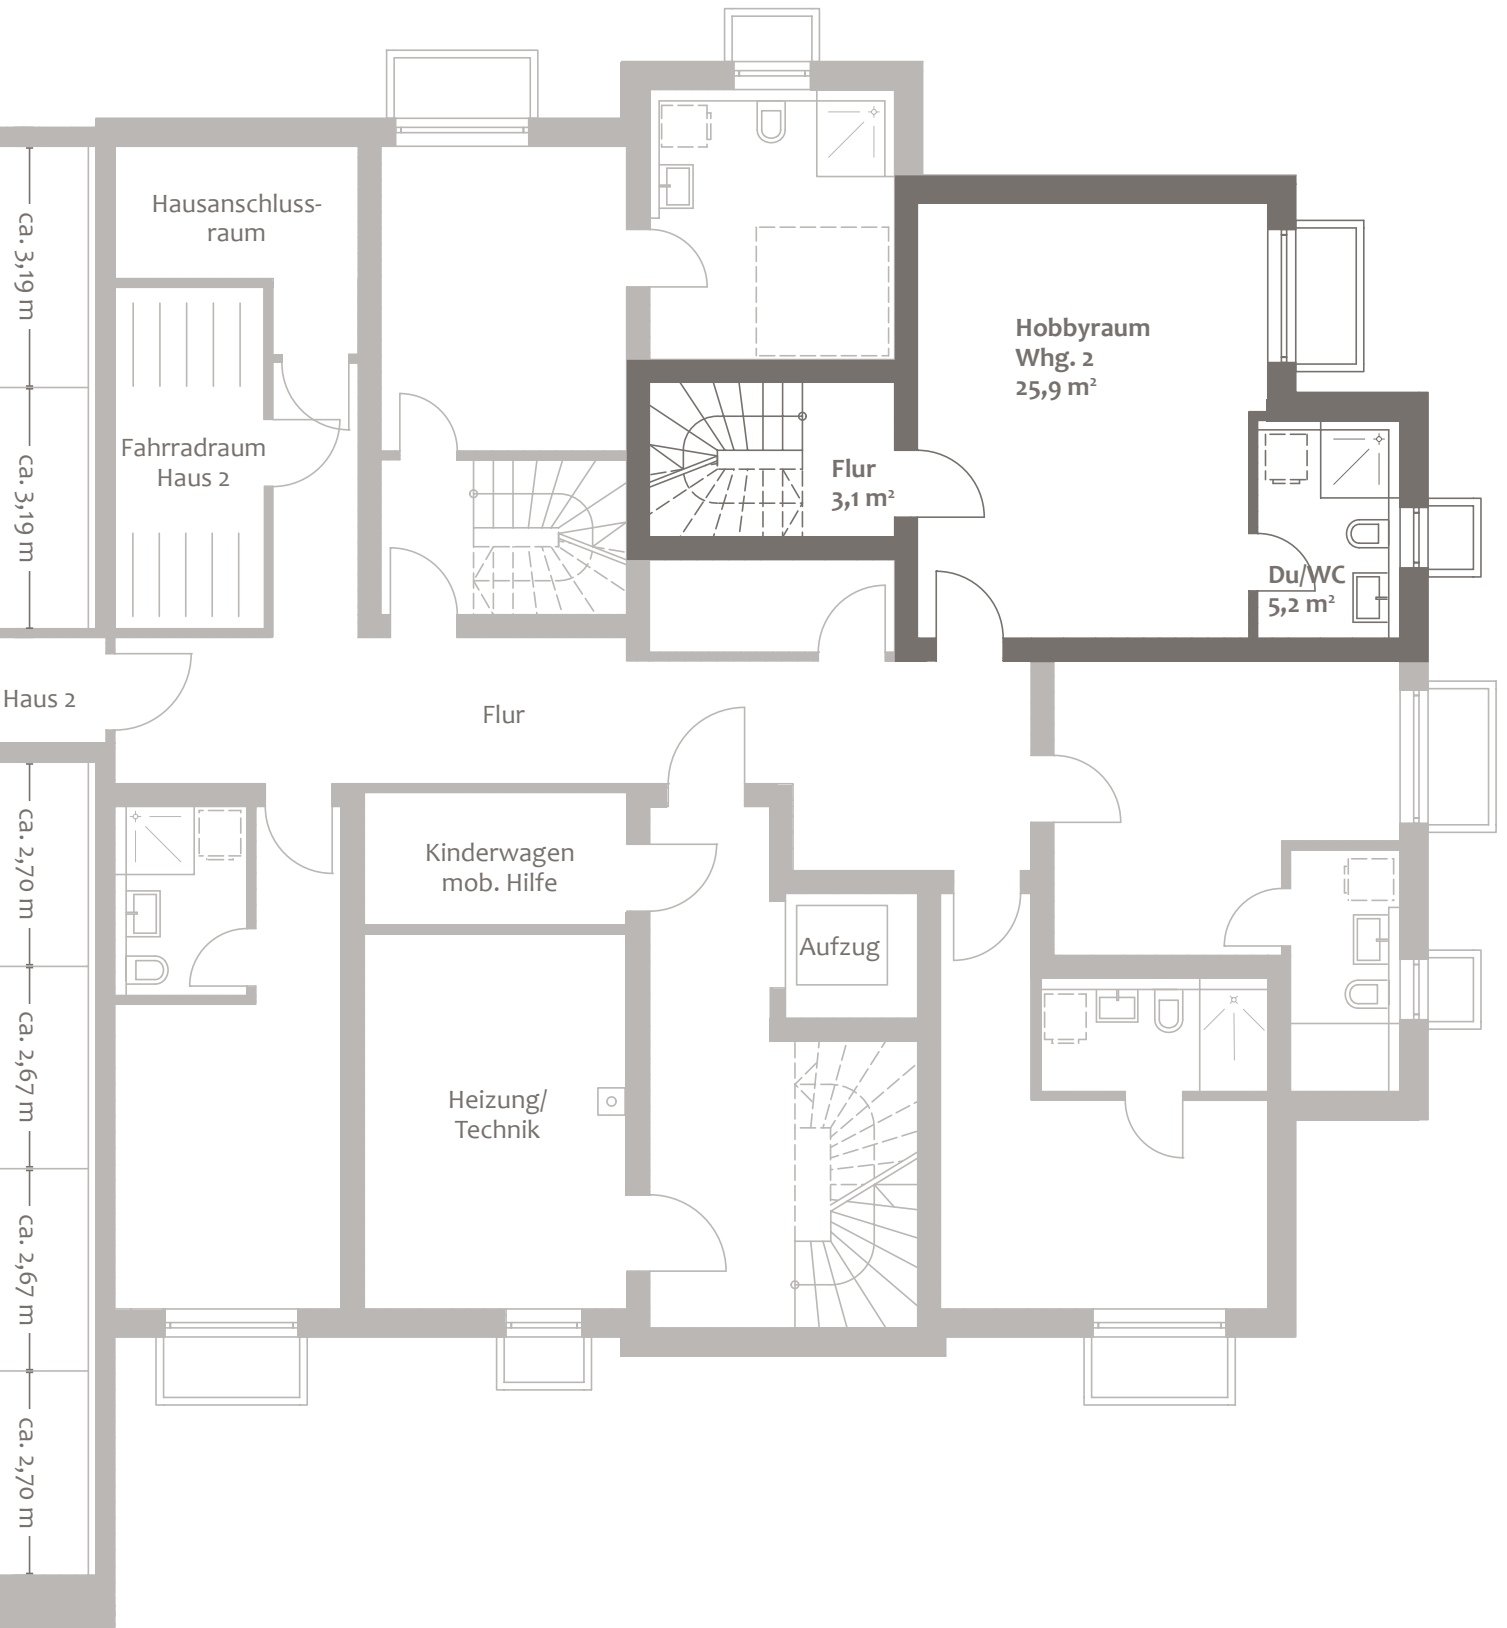 Hausanschluss-
raum
ca. 3,19 m
Hobbyraum
Whg. 2
25,9 m²
Fahrradraum
Haus 2
Flur
3,1 m²
ca. 3,19 m
Du/WC
5,2 m²
Haus 2
Flur
ca. 2,70 m
Kinderwagen
mob. Hilfe
Aufzug
ca. 2,67 m
Heizung/
Technik
ca. 2,67 m
ca. 2,70 m